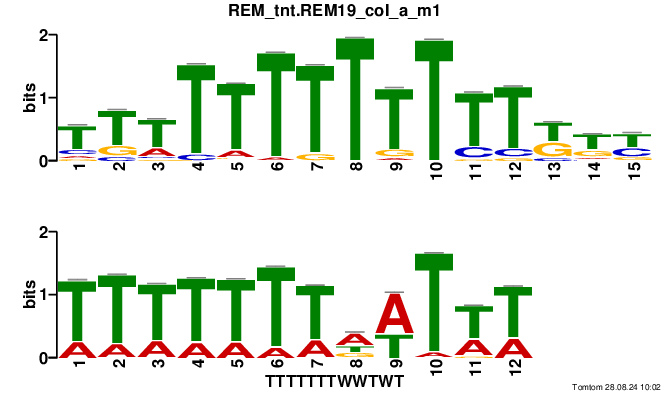 REM_tnt.REM19_col_a_m1
bits
2
1
0
1 2 3 4 5 6 7 8 9 10 11 12 13 14 15
bits
2
1
0
1 2 3 4 5 6 7 8 9 10 11 12
TTTTTTTWWTWT
Tomtom 28.08.24 10:02